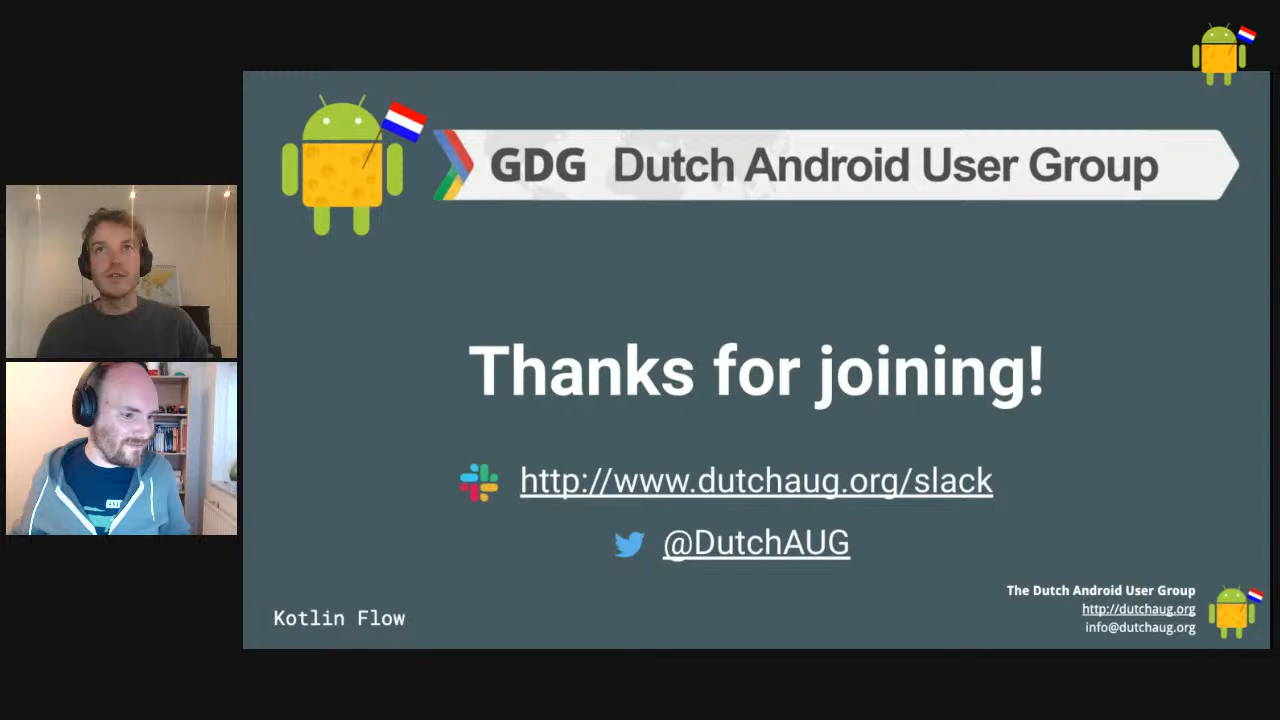 GDG Dutch Android User Group
Thanks for joining!
http://www.dutchaug.org/slack
@DutchAUG
Kotlin Flow
The Dutch Android User Group
http://dutchaug.org
info@dutchaug.org